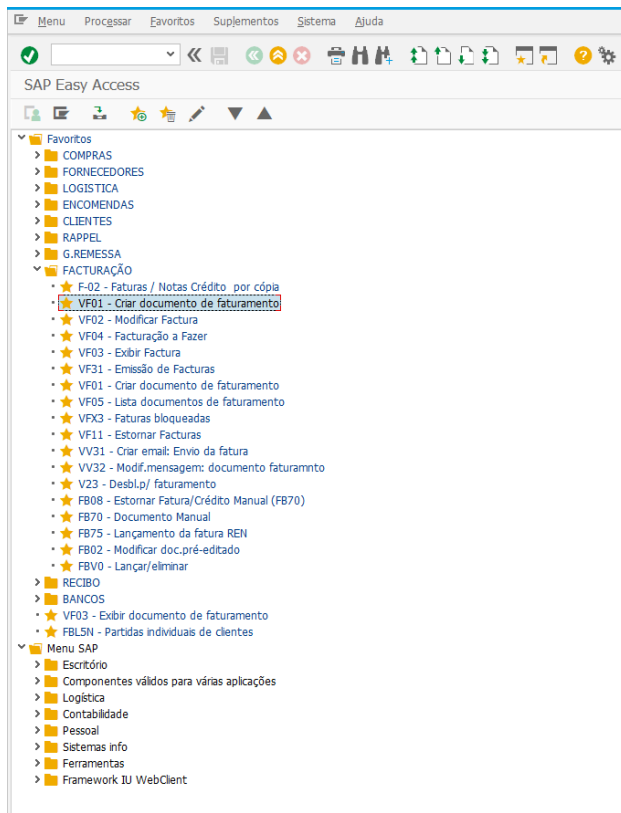 Menu Processar Favoritos Suplementos Sistema Ajuda
SAP Easy Access
Favoritos
COMPRAS
FORNECEDORES
LOGISTICA
ENCOMENDAS
CLIENTES
RAPPEL
G.REMESSA
FACTURAÇÃO
F-02 - Faturas / Notas Crédito por cópia
VF01 - Criar documento de faturamento
VF02 - Modificar Factura
VF04 - Facturação a Fazer
VF03 - Exibir Factura
VF31 - Emissão de Facturas
VF01 - Criar documento de faturamento
VF05 - Lista documentos de faturamento
VFX3 - Faturas bloqueadas
VF11 - Estornar Facturas
VV31 - Criar email: Envio da fatura
VV32 - Modif.mensagem: documento faturamnto
V23 - Desbl.p/ faturamento
FB08 - Estornar Fatura/Crédito Manual (FB70)
FB70 - Documento Manual
FB75 - Lançamento da fatura REN
FB02 - Modificar doc.pré-editado
FBV0 - Lançar/eliminar
RECIBO
BANCOS
VF03 - Exibir documento de faturamento
FBL5N - Partidas individuais de clientes
Menu SAP
Escritório
Componentes válidos para várias aplicações
Logística
Contabilidade
Pessoal
Sistemas info
Ferramentas
Framework IU WebClient